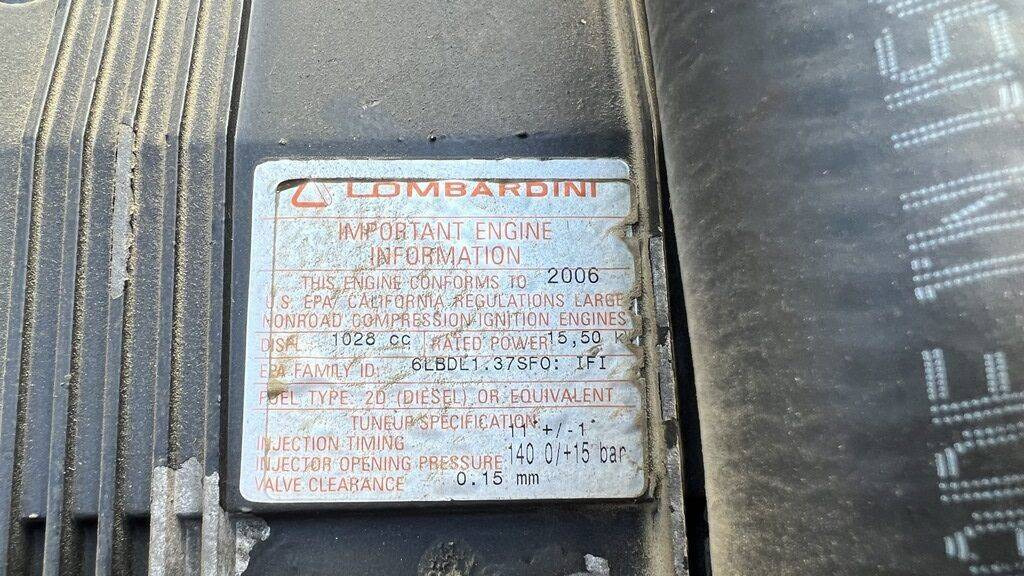 LOMBARDINI
IMPORTANT ENGINE
INFORMATION
THIS ENGINE CONFORMS TO 2006
U.S. EPA/ CALIFORNIA REGULATIONS LARGE
NONROAD COMPRESSION-IGNITION ENGINES
DISPL. 1028 cc RATED POWER 15,50 k
EPA FAMILY ID: 6LBDL1.37SFO: IFI
FUEL TYPE: 2D (DIESEL) OR EQUIVALENT
TUNEUP SPECIFICATION
INJECTION TIMING 11°+/-1°
INJECTOR OPENING PRESSURE 140 0/+15 bar
VALVE CLEARANCE 0.15 mm